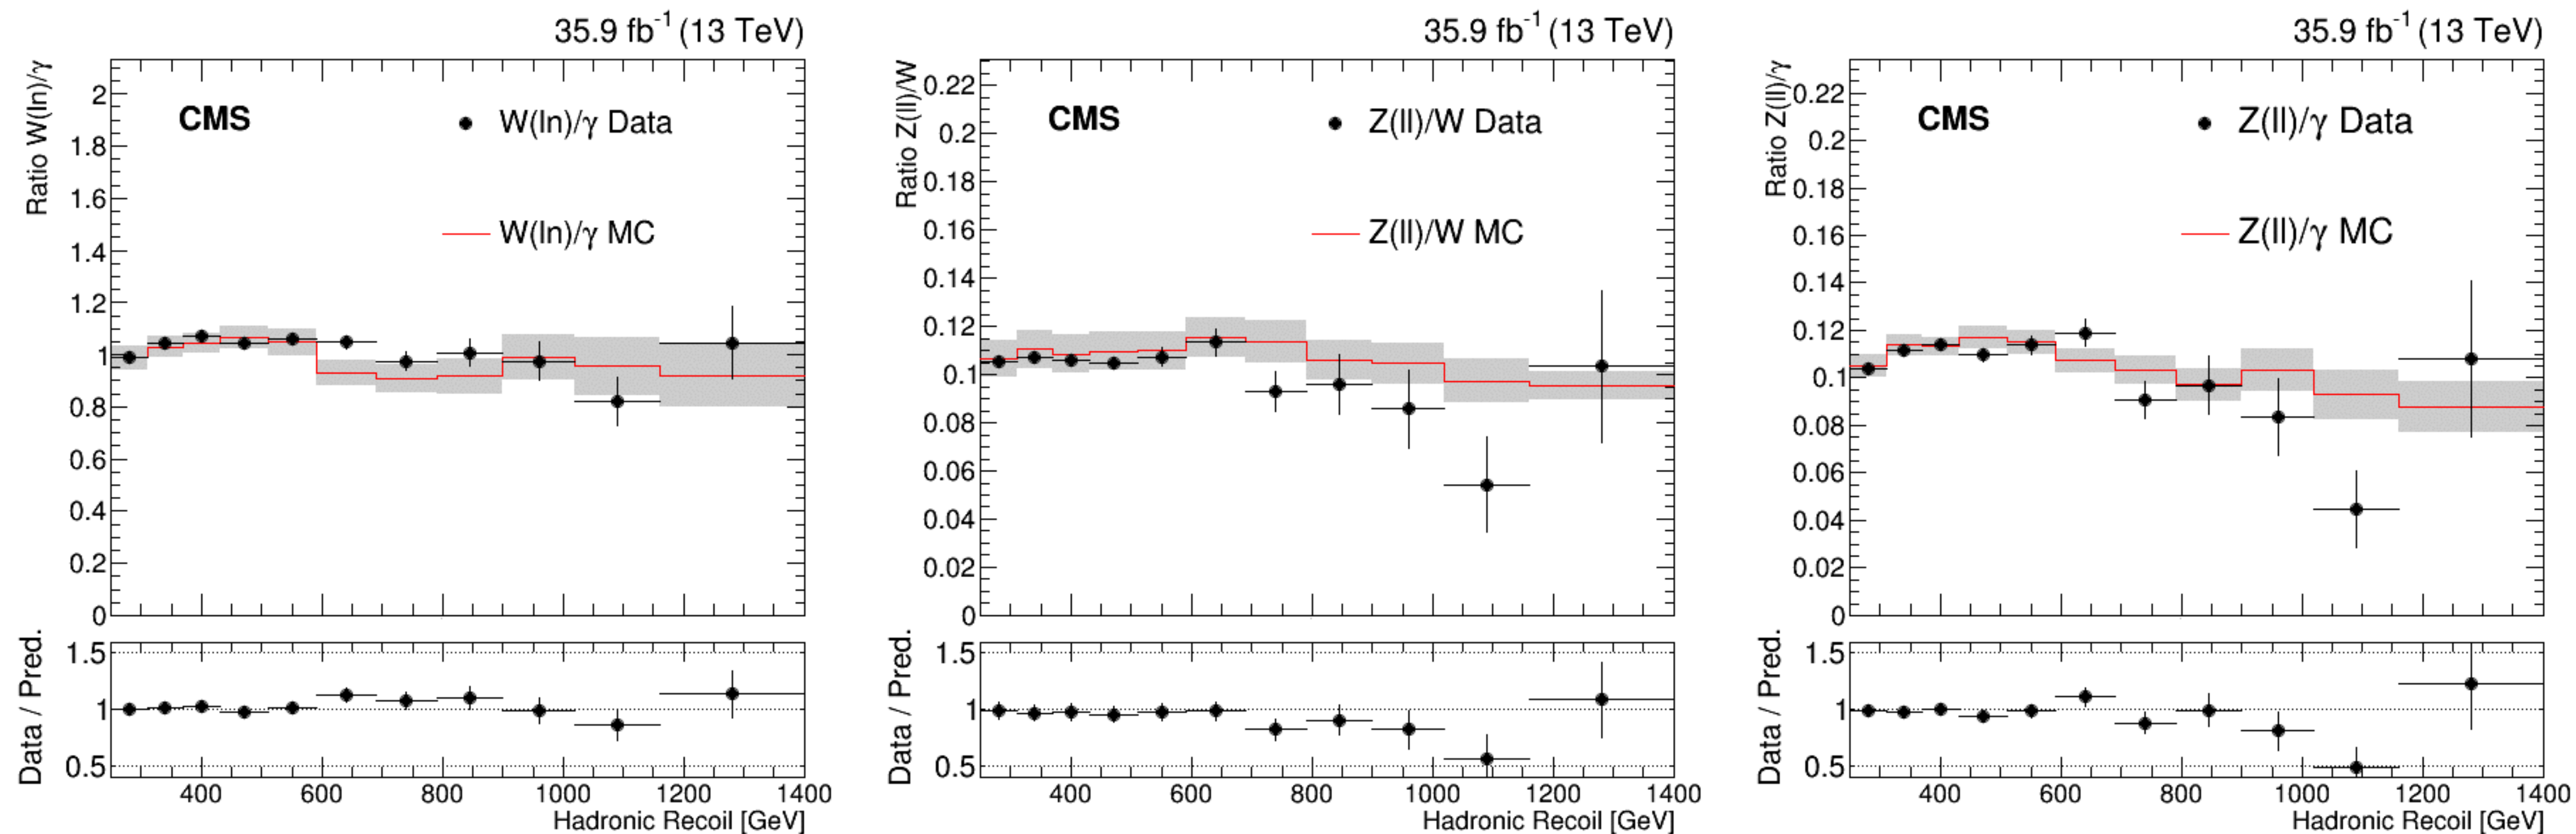 35.9 fb⁻¹ (13 TeV)
Ratio W(ln)/γ
CMS
W(ln)/γ Data
W(ln)/γ MC
2
1.8
1.6
1.4
1.2
1
0.8
0.6
0.4
0.2
0
Data / Pred.
1.5
1
0.5
400 600 800 1000 1200 1400
Hadronic Recoil [GeV]
35.9 fb⁻¹ (13 TeV)
Ratio Z(ll)/W
CMS
Z(ll)/W Data
Z(ll)/W MC
0.22
0.2
0.18
0.16
0.14
0.12
0.1
0.08
0.06
0.04
0.02
0
Data / Pred.
1.5
1
0.5
400 600 800 1000 1200 1400
Hadronic Recoil [GeV]
35.9 fb⁻¹ (13 TeV)
Ratio Z(ll)/γ
CMS
Z(ll)/γ Data
Z(ll)/γ MC
0.22
0.2
0.18
0.16
0.14
0.12
0.1
0.08
0.06
0.04
0.02
0
Data / Pred.
1.5
1
0.5
400 600 800 1000 1200 1400
Hadronic Recoil [GeV]